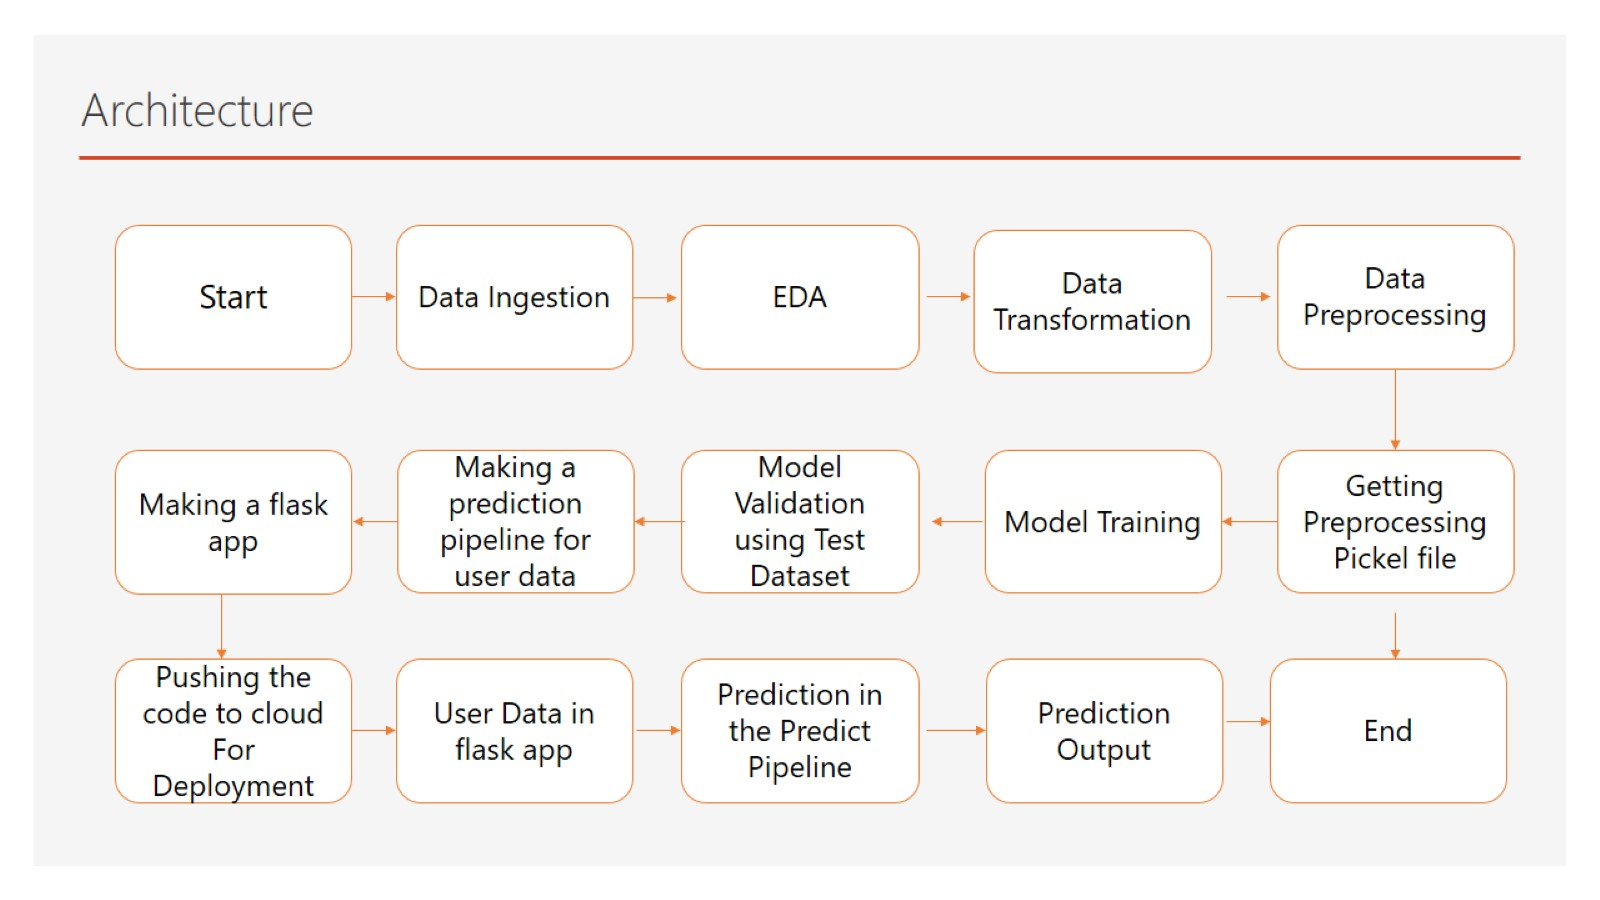 Architecture
Start
Data Ingestion
EDA
Data
Transformation
Data
Preprocessing
Making a flask
app
Making a
prediction
pipeline for
user data
Model
Validation
using Test
Dataset
Model Training
Getting
Preprocessing
Pickel file
Pushing the
code to cloud
For
Deployment
User Data in
flask app
Prediction in
the Predict
Pipeline
Prediction
Output
End